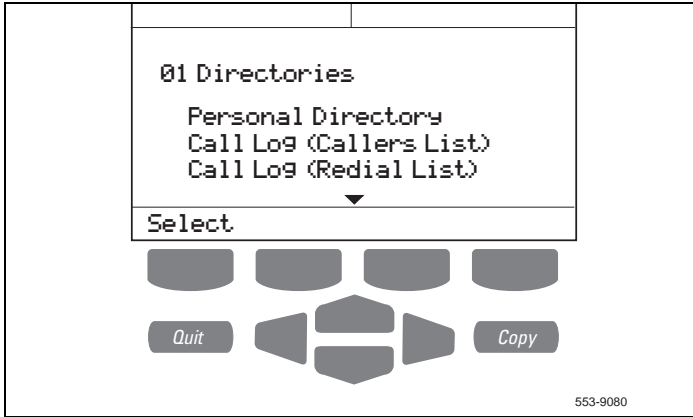 01 Directories
Personal Directory
Call Log (Callers List)
Call Log (Redial List)
Select
Quit
Copy
553-9080